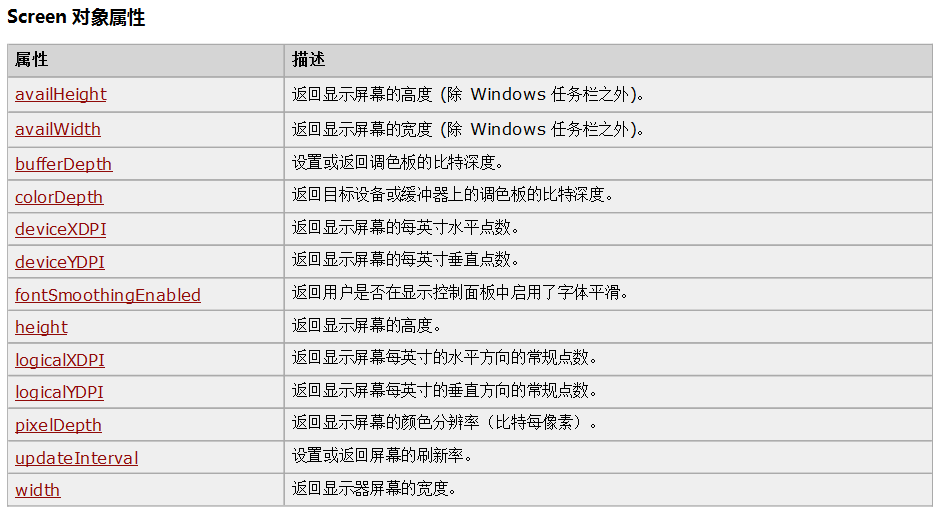 Screen 对象属性
属性 描述
availHeight 返回显示屏幕的高度 (除 Windows 任务栏之外)。
availWidth 返回显示屏幕的宽度 (除 Windows 任务栏之外)。
bufferDepth 设置或返回调色板的比特深度。
colorDepth 返回目标设备或缓冲器上的调色板的比特深度。
deviceXDPI 返回显示屏幕的每英寸水平点数。
deviceYDPI 返回显示屏幕的每英寸垂直点数。
fontSmoothingEnabled 返回用户是否在显示控制面板中启用了字体平滑。
height 返回显示屏幕的高度。
logicalXDPI 返回显示屏幕每英寸的水平方向的常规点数。
logicalYDPI 返回显示屏幕每英寸的垂直方向的常规点数。
pixelDepth 返回显示屏幕的颜色分辨率（比特每像素）。
updateInterval 设置或返回屏幕的刷新率。
width 返回显示器屏幕的宽度。